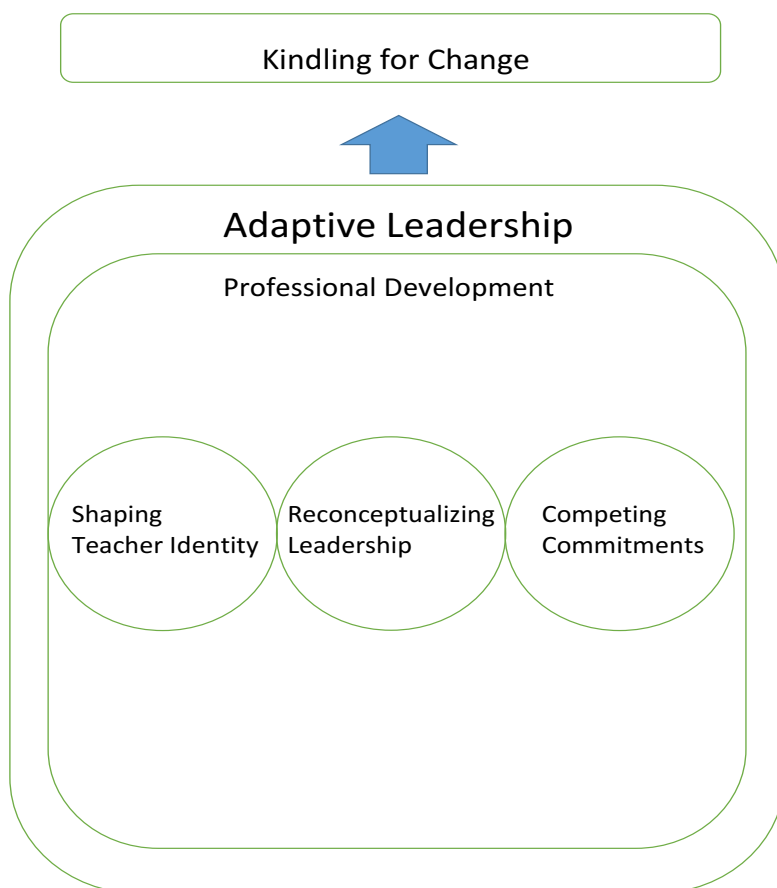 Kindling for Change
Adaptive Leadership
Professional Development
Shaping
Teacher Identity
Reconceptualizing
Leadership
Competing
Commitments